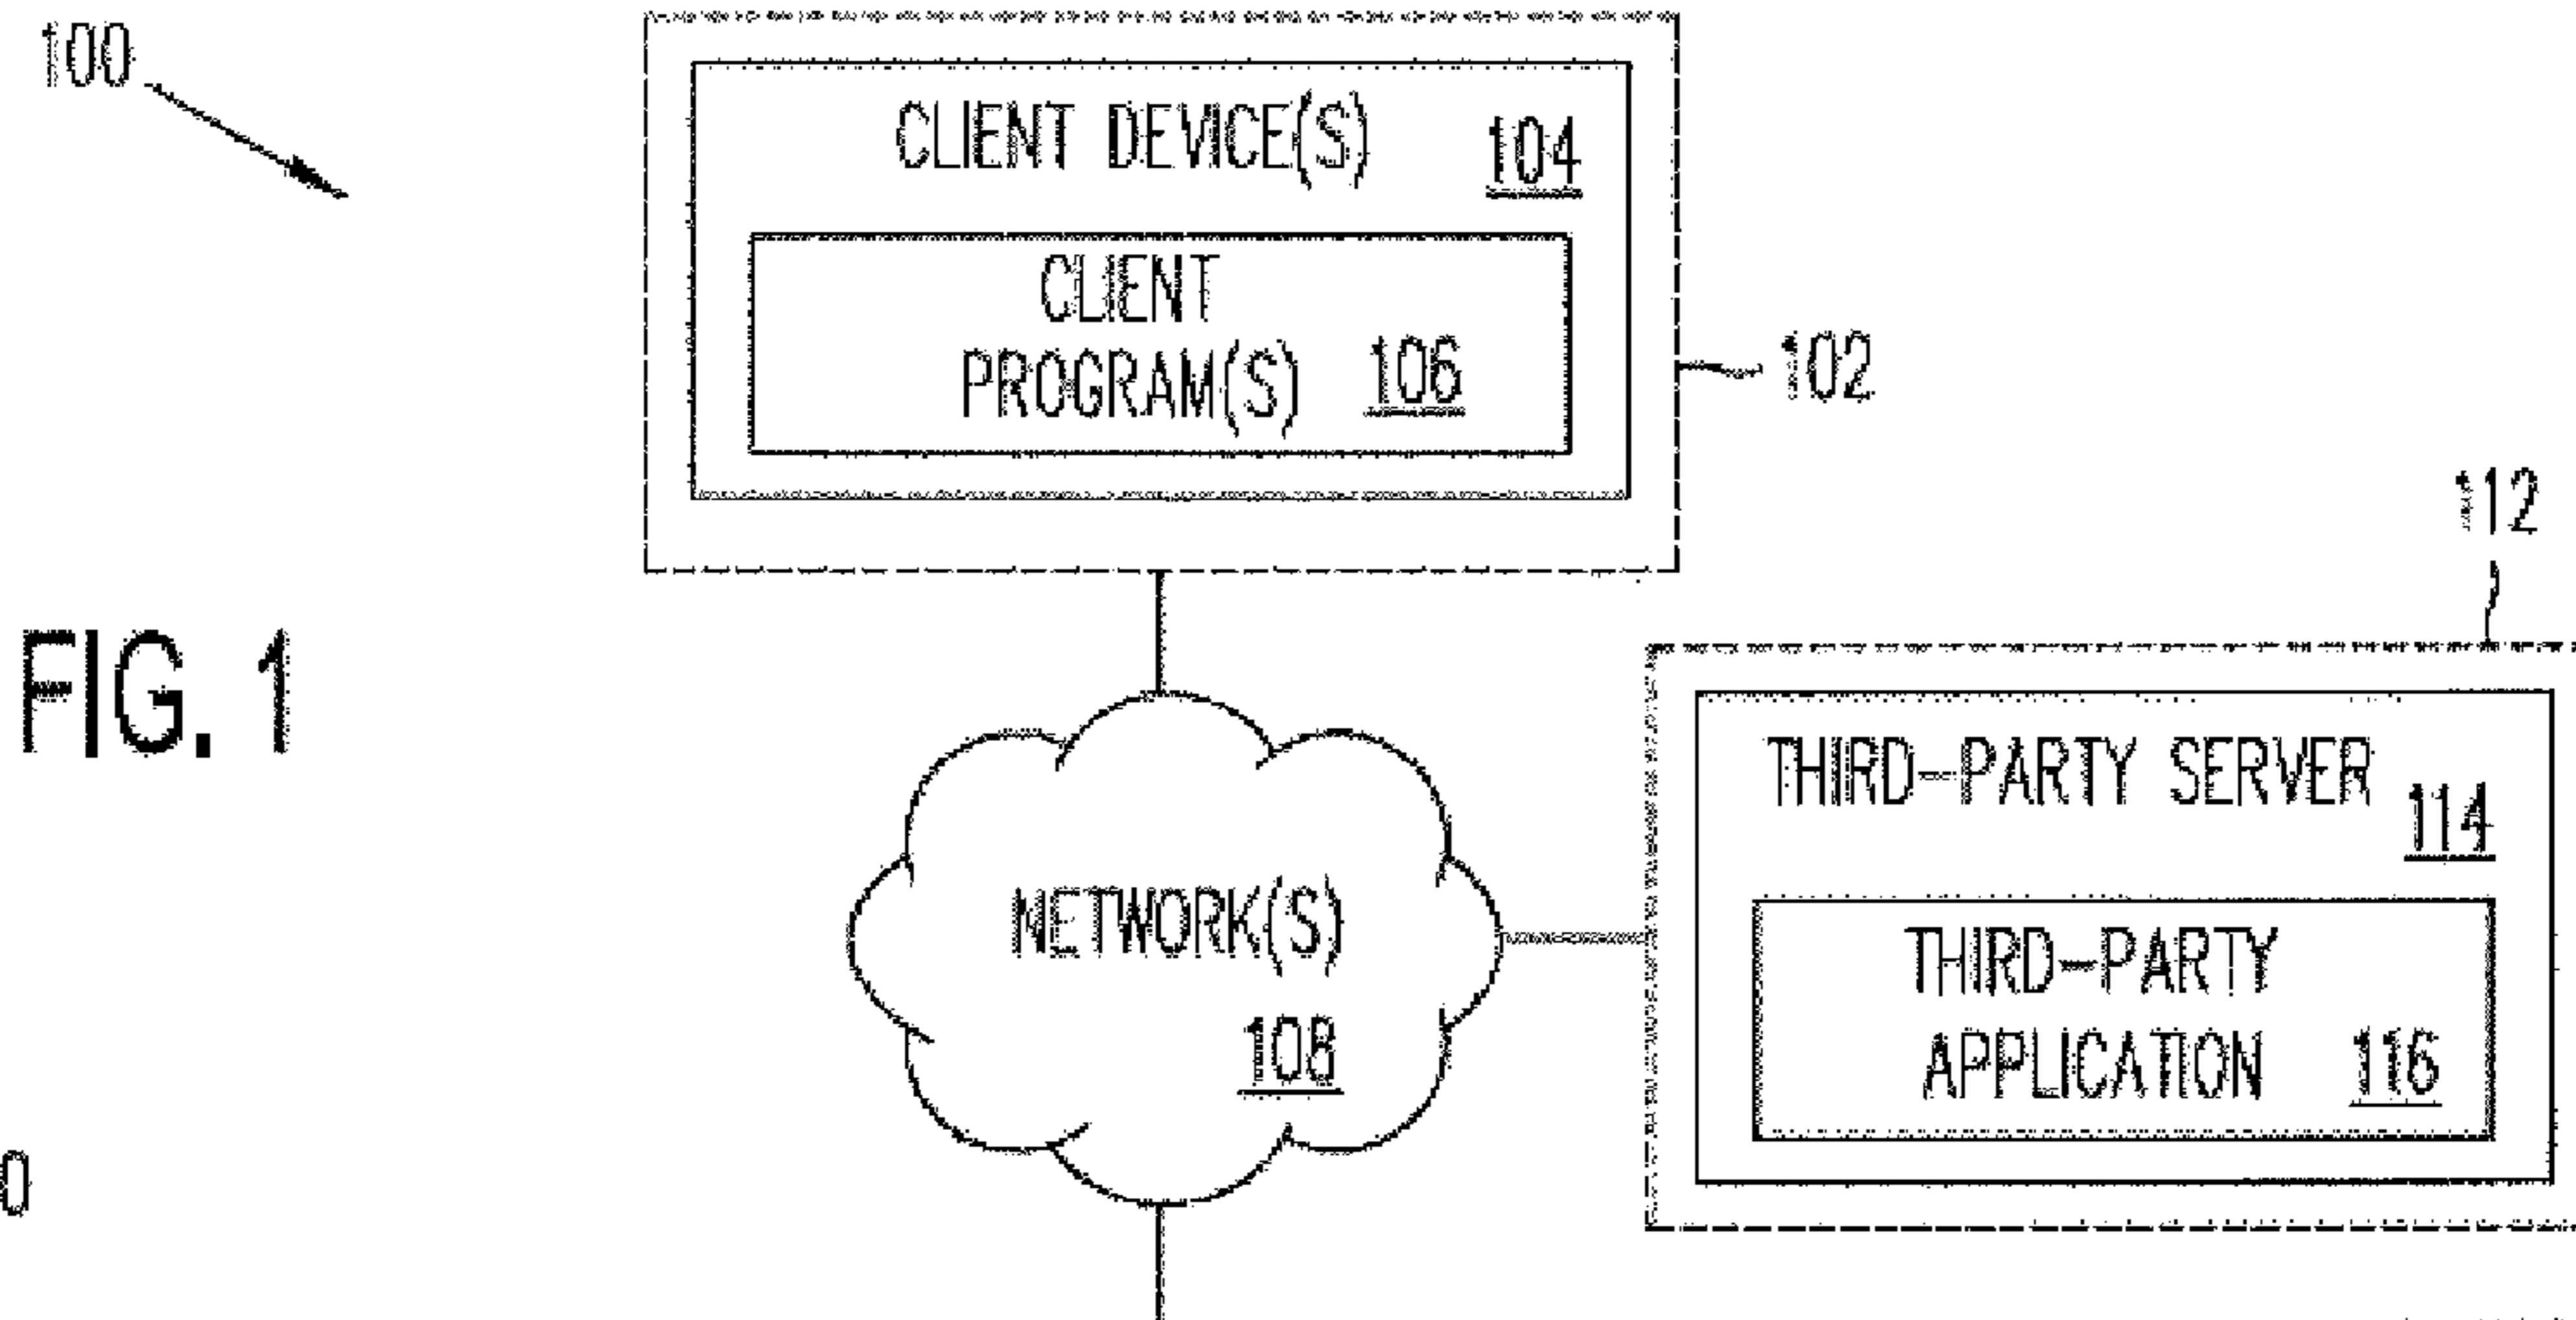 100
CLIENT DEVICE(S) 104
CLIENT
PROGRAM(S) 106
102
112
FIG. 1
THIRD-PARTY SERVER 114
NETWORK(S)
108
THIRD-PARTY
APPLICATION 116
0